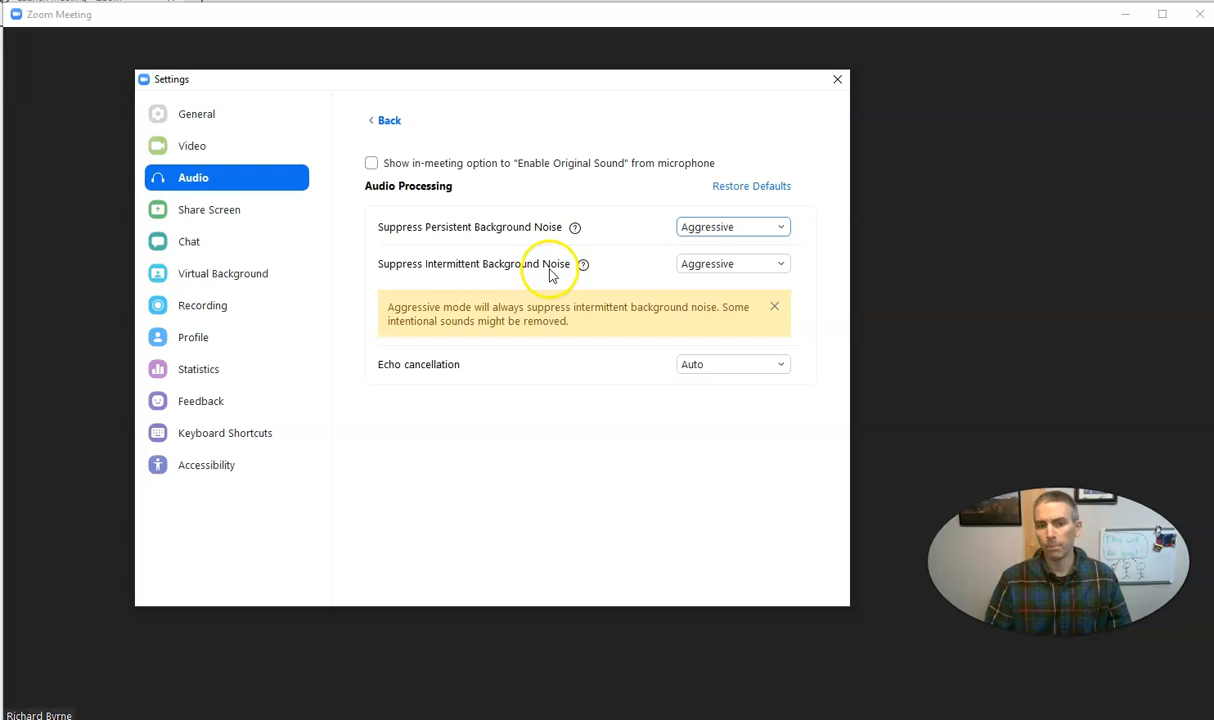 Zoom Meeting
Settings
General
Video
Audio
Share Screen
Chat
Virtual Background
Recording
Profile
Statistics
Feedback
Keyboard Shortcuts
Accessibility
Back
Show in-meeting option to "Enable Original Sound" from microphone
Audio Processing
Restore Defaults
Suppress Persistent Background Noise ?
Aggressive
Suppress Intermittent Background Noise ?
Aggressive
Aggressive mode will always suppress intermittent background noise. Some
intentional sounds might be removed.
Echo cancellation
Auto
This will
Richard Byrne